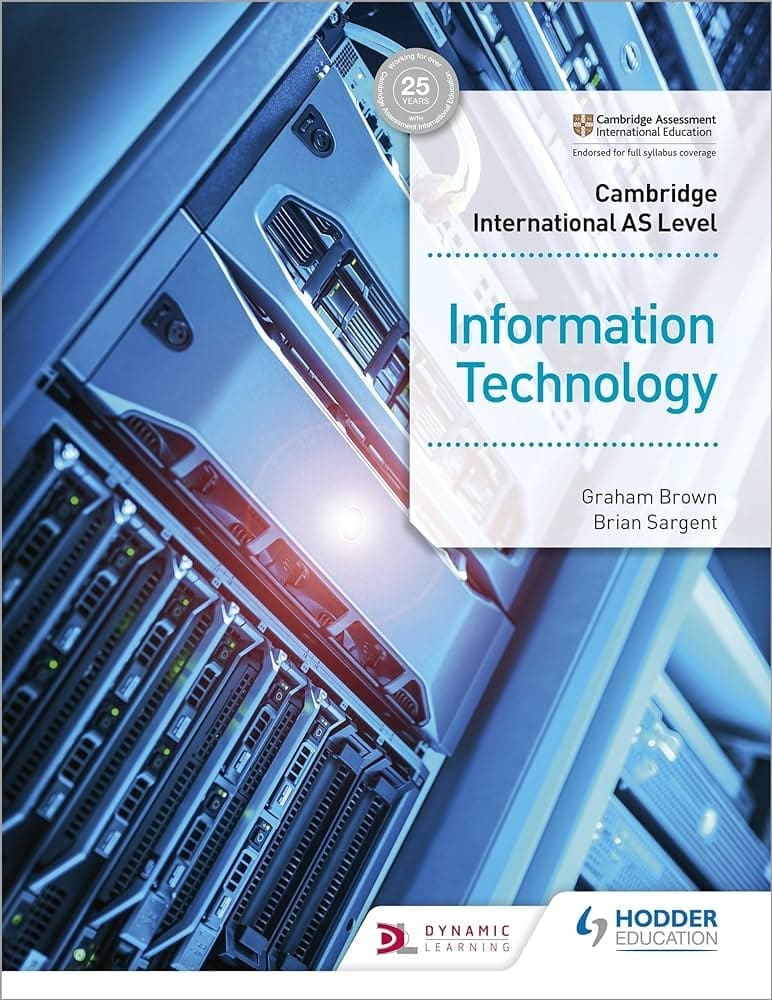 Working for over
25
YEARS
WITH
Cambridge Assessment International Education
Cambridge Assessment
International Education
Endorsed for full syllabus coverage
Cambridge
International AS Level
Information
Technology
Graham Brown
Brian Sargent
DL
DYNAMIC
LEARNING
HODDER
EDUCATION